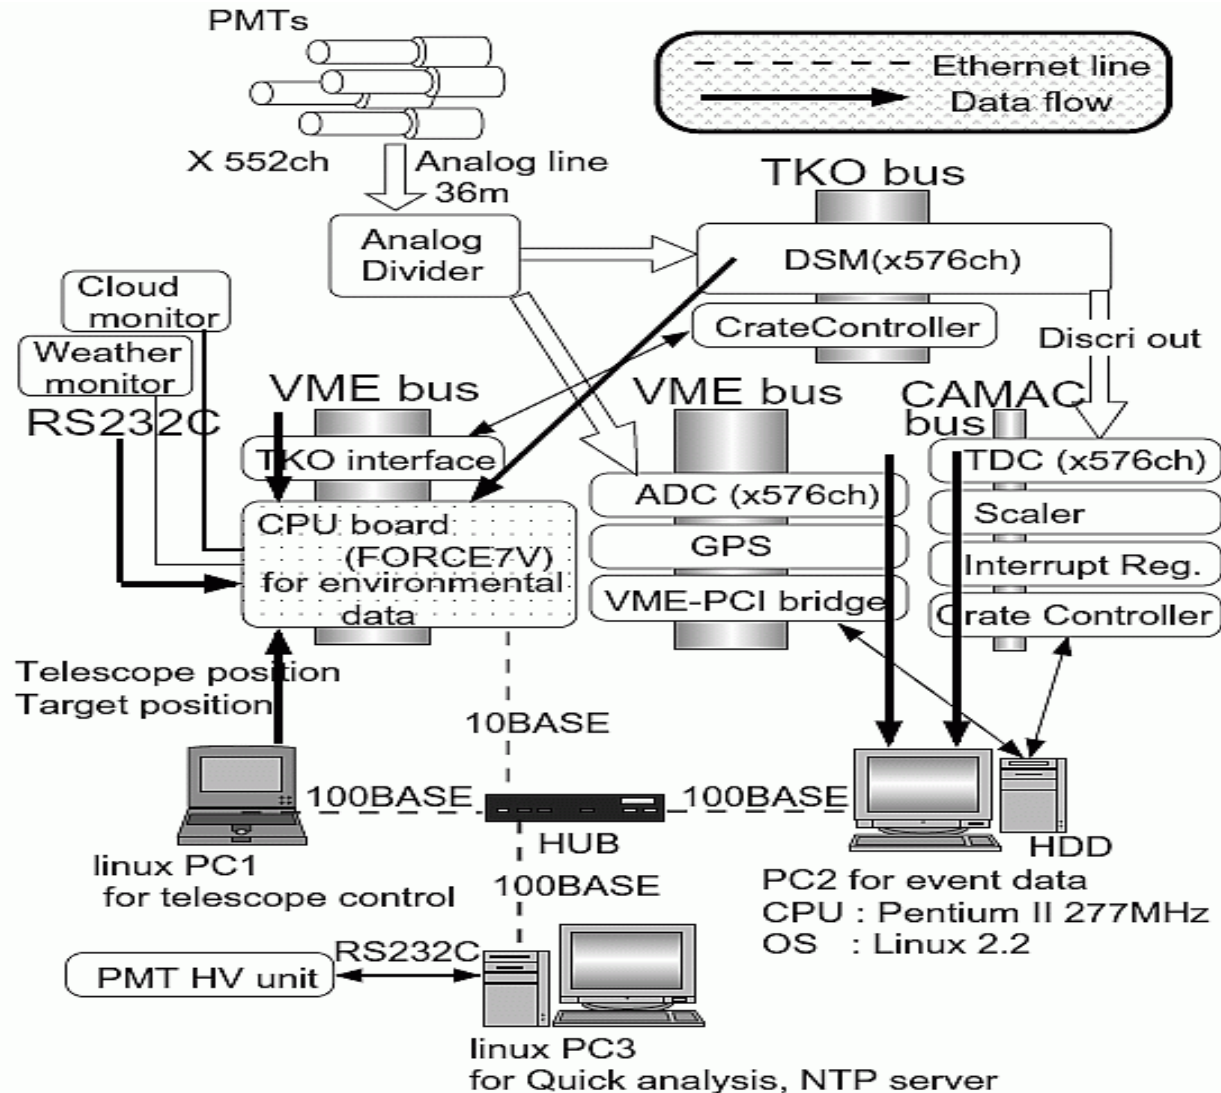 PMTs
Ethernet line
Data flow
X 552ch
Analog line
36m
TKO bus
Analog
Divider
DSM(x576ch)
Cloud
monitor
CrateController
Discri out
Weather
monitor
VME bus
VME bus
CAMAC
bus
RS232C
TKO interface
TDC (x576ch)
ADC (x576ch)
Scaler
CPU board
(FORCE7V)
for environmental
data
GPS
Interrupt Reg.
VME-PCI bridge
Crate Controller
Telescope position
Target position
10BASE
100BASE
100BASE
HUB
HDD
linux PC1
for telescope control
100BASE
PC2 for event data
CPU : Pentium II 277MHz
OS : Linux 2.2
RS232C
PMT HV unit
linux PC3
for Quick analysis, NTP server